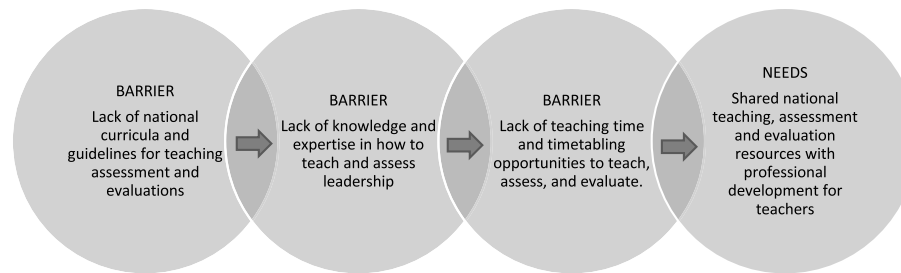 BARRIER
Lack of national
curricula and
guidelines for teaching
assessment and
evaluations
BARRIER
Lack of knowledge and
expertise in how to
teach and assess
leadership
BARRIER
Lack of teaching time
and timetabling
opportunities to teach,
assess, and evaluate.
NEEDS
Shared national
teaching, assessment
and evaluation
resources with
professional
development for
teachers